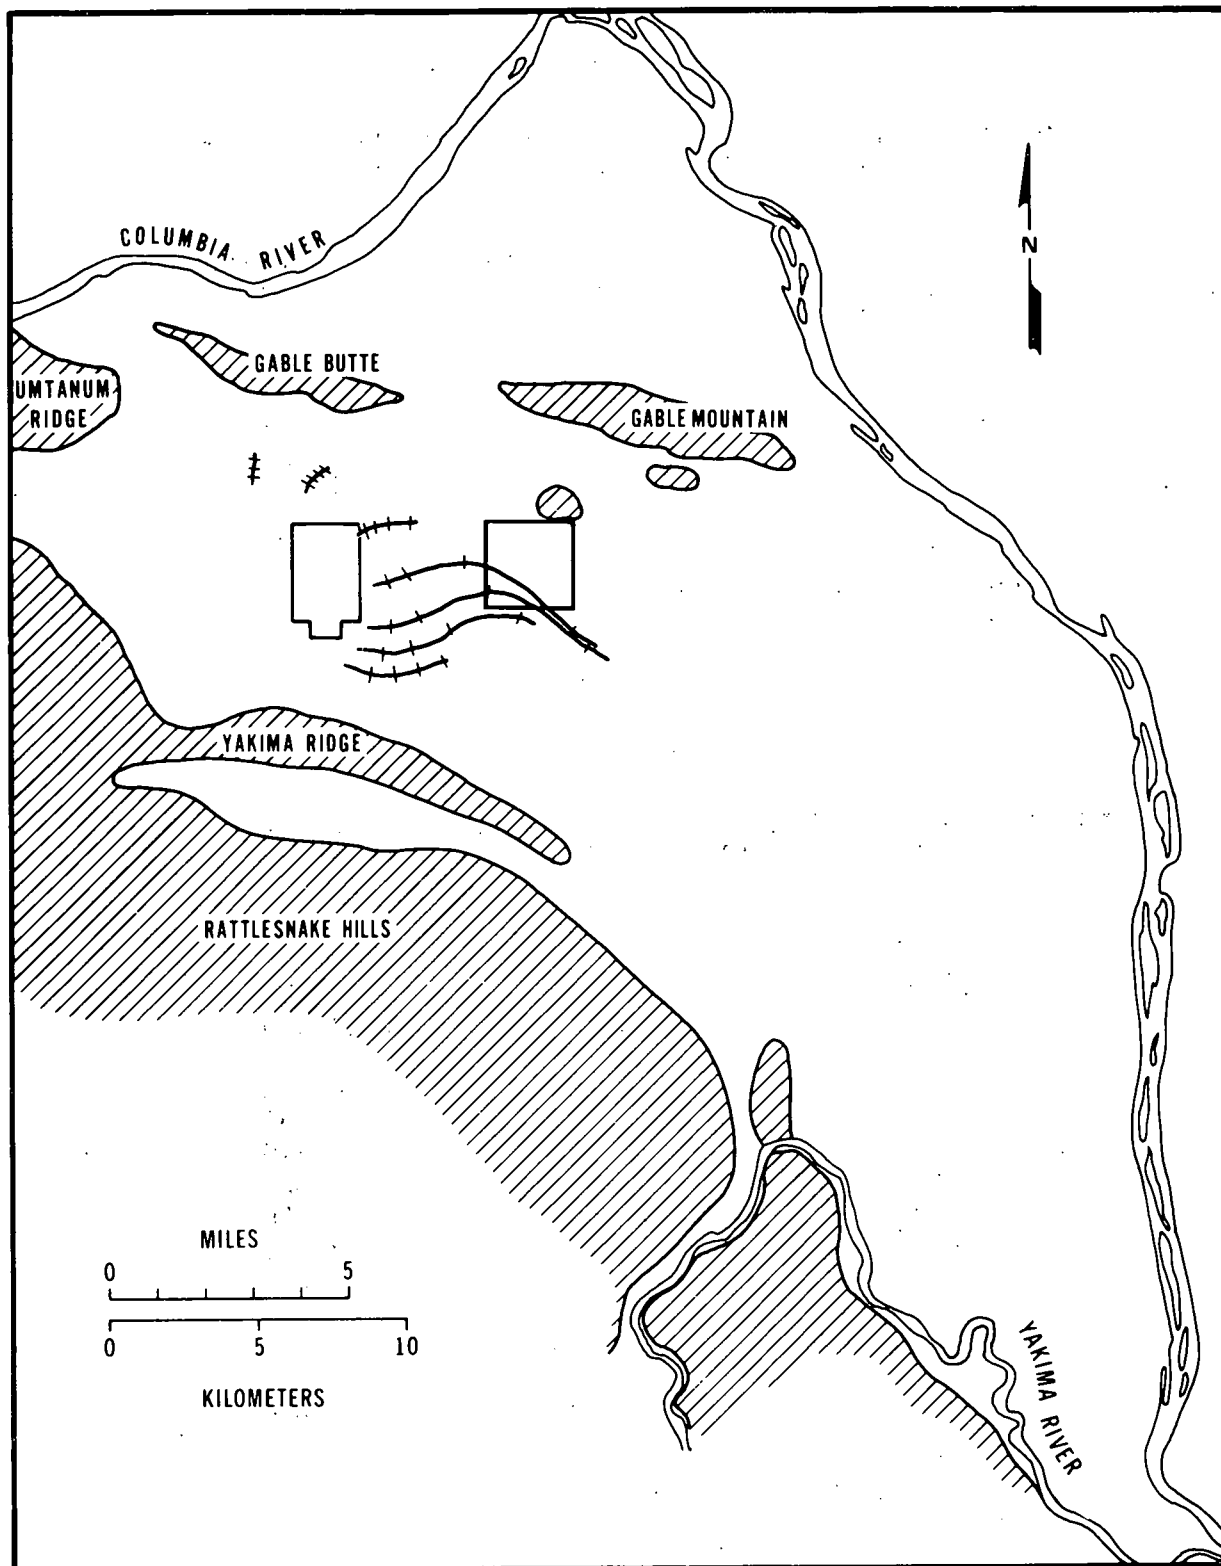 COLUMBIA RIVER
N
GABLE BUTTE
UMTANUM
RIDGE
GABLE MOUNTAIN
YAKIMA RIDGE
RATTLESNAKE HILLS
MILES
0 5
0 5 10
KILOMETERS
YAKIMA RIVER